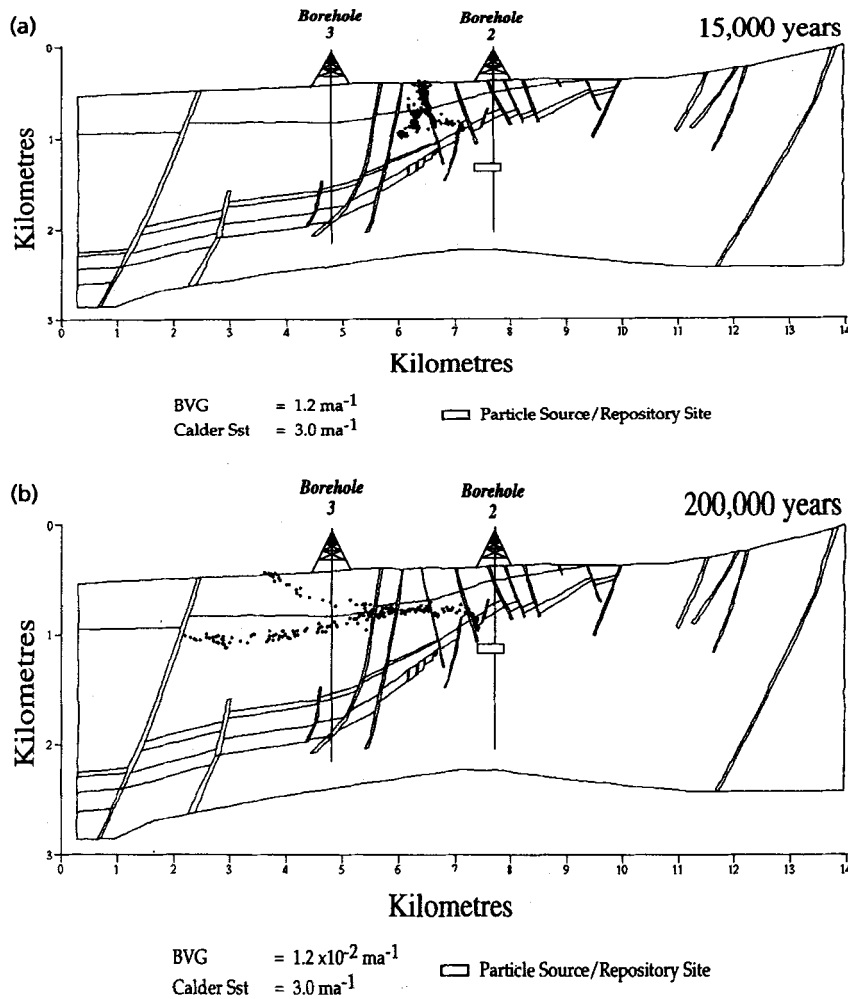 (a)
Borehole 3
Borehole 2
15,000 years
Kilometres
0
1
2
3
0 1 2 3 4 5 6 7 8 9 10 11 12 13 14
Kilometres
BVG = 1.2 ma⁻¹
Calder Sst = 3.0 ma⁻¹
Particle Source/Repository Site
(b)
Borehole 3
Borehole 2
200,000 years
Kilometres
0
1
2
3
0 1 2 3 4 5 6 7 8 9 10 11 12 13 14
Kilometres
BVG = 1.2 x10⁻² ma⁻¹
Calder Sst = 3.0 ma⁻¹
Particle Source/Repository Site